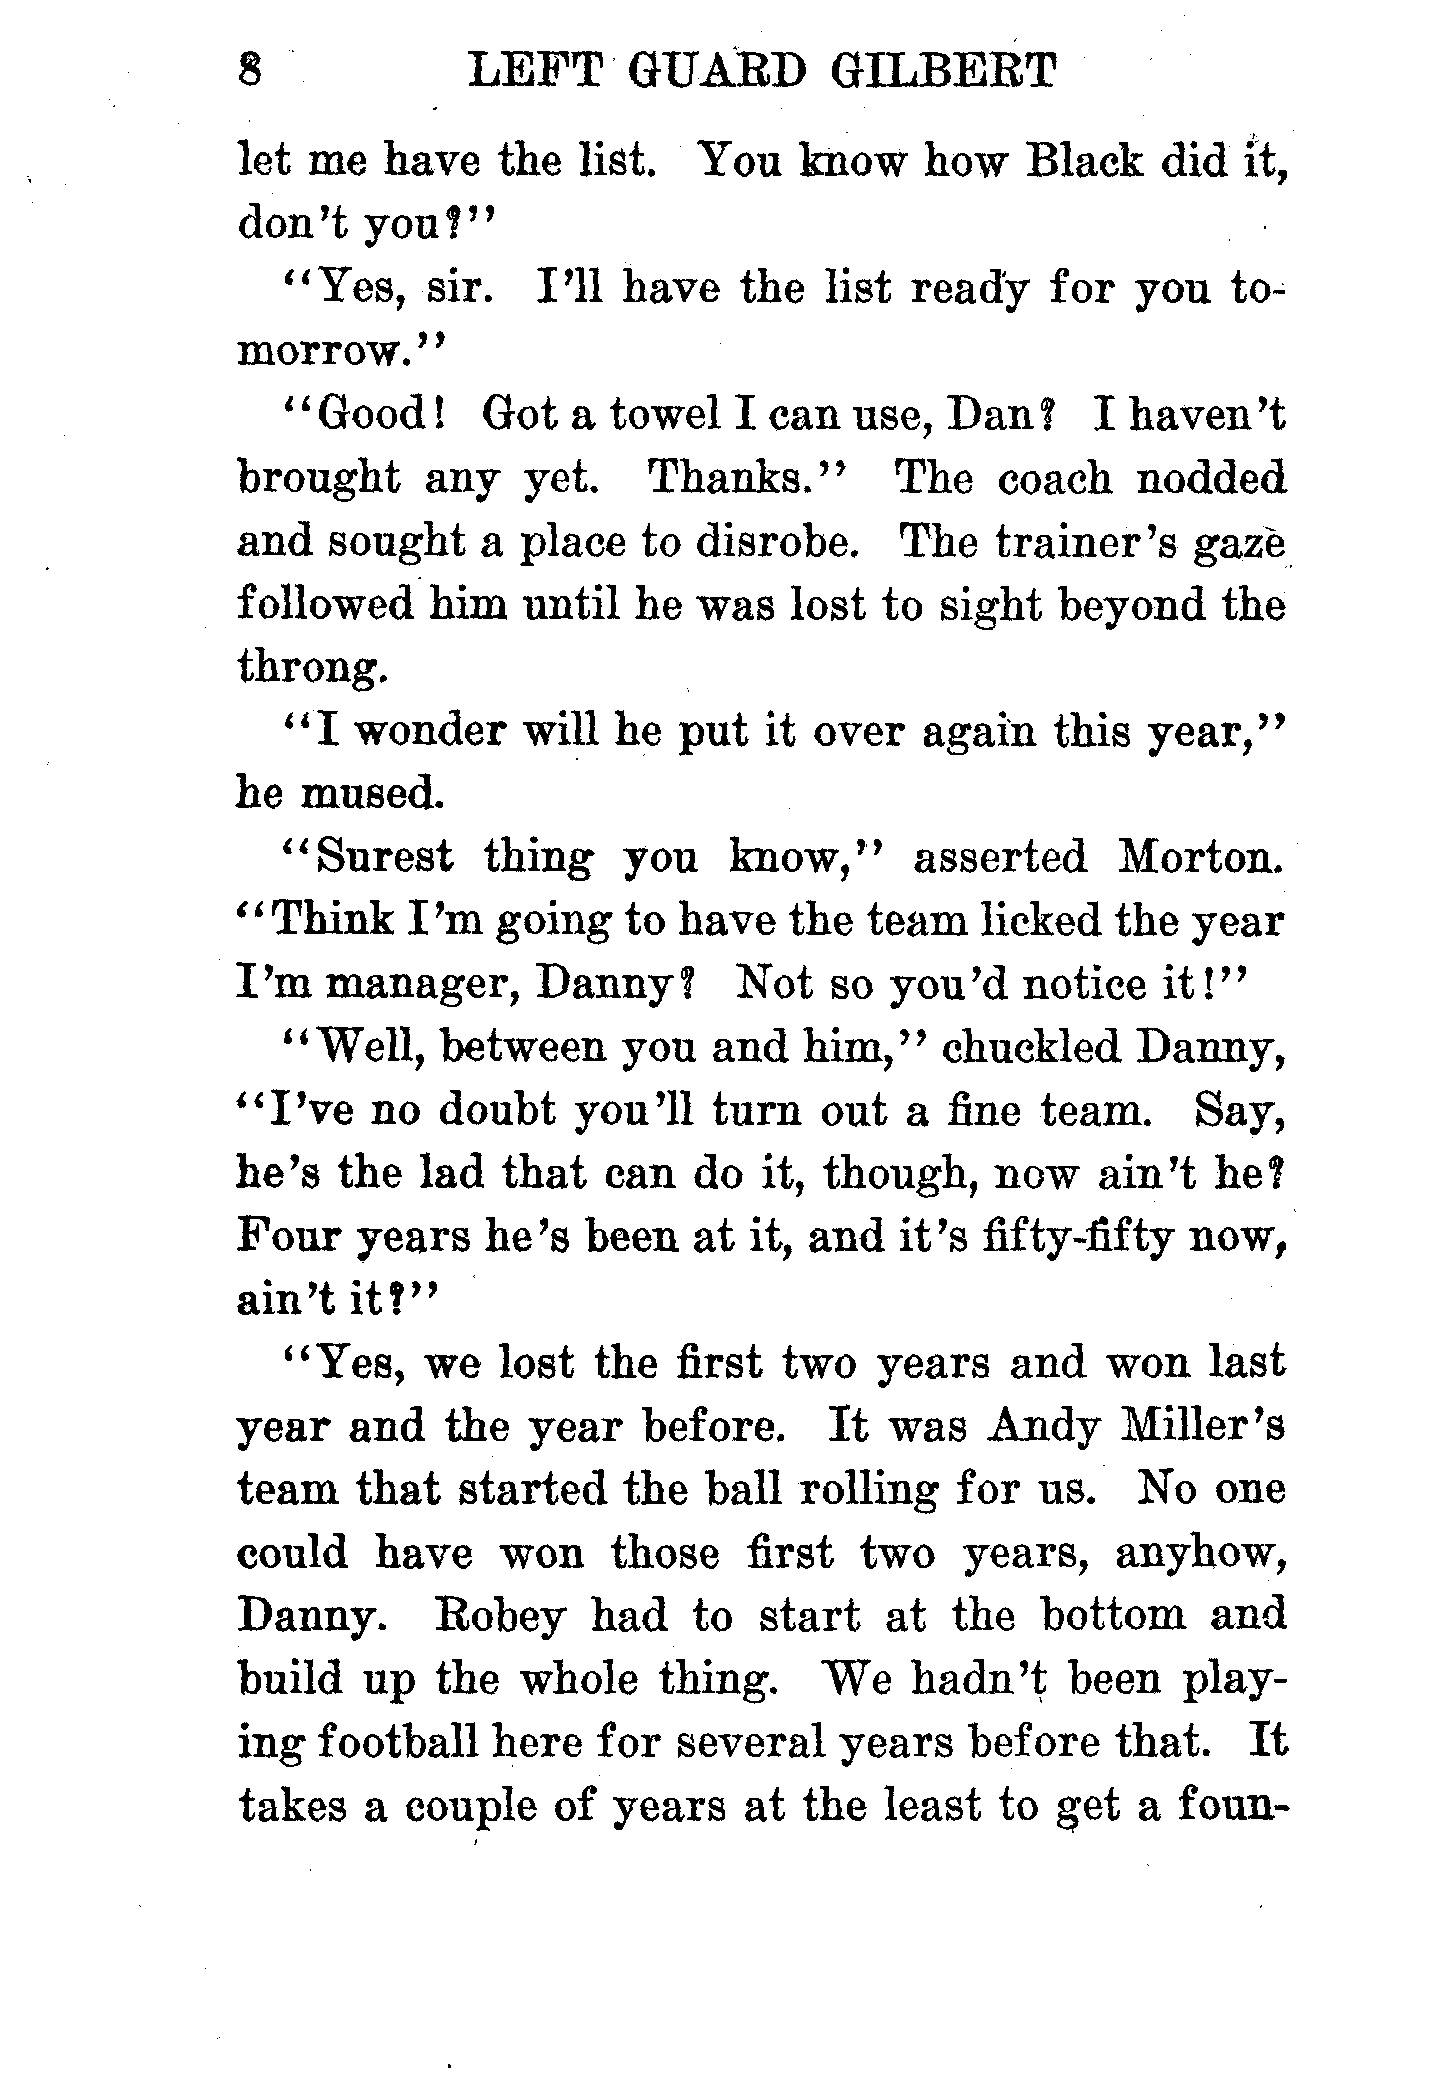 8 LEFT GUARD GILBERT
let me have the list. You know how Black did it,
don't you?"
"Yes, sir. I'll have the list ready for you to-
morrow."
"Good! Got a towel I can use, Dan? I haven't
brought any yet. Thanks." The coach nodded
and sought a place to disrobe. The trainer's gaze
followed him until he was lost to sight beyond the
throng.
"I wonder will he put it over again this year,"
he mused.
"Surest thing you know," asserted Morton.
"Think I'm going to have the team licked the year
I'm manager, Danny? Not so you'd notice it!"
"Well, between you and him," chuckled Danny,
"I've no doubt you'll turn out a fine team. Say,
he's the lad that can do it, though, now ain't he?
Four years he's been at it, and it's fifty-fifty now,
ain't it?"
"Yes, we lost the first two years and won last
year and the year before. It was Andy Miller's
team that started the ball rolling for us. No one
could have won those first two years, anyhow,
Danny. Robey had to start at the bottom and
build up the whole thing. We hadn't been play-
ing football here for several years before that. It
takes a couple of years at the least to get a foun-